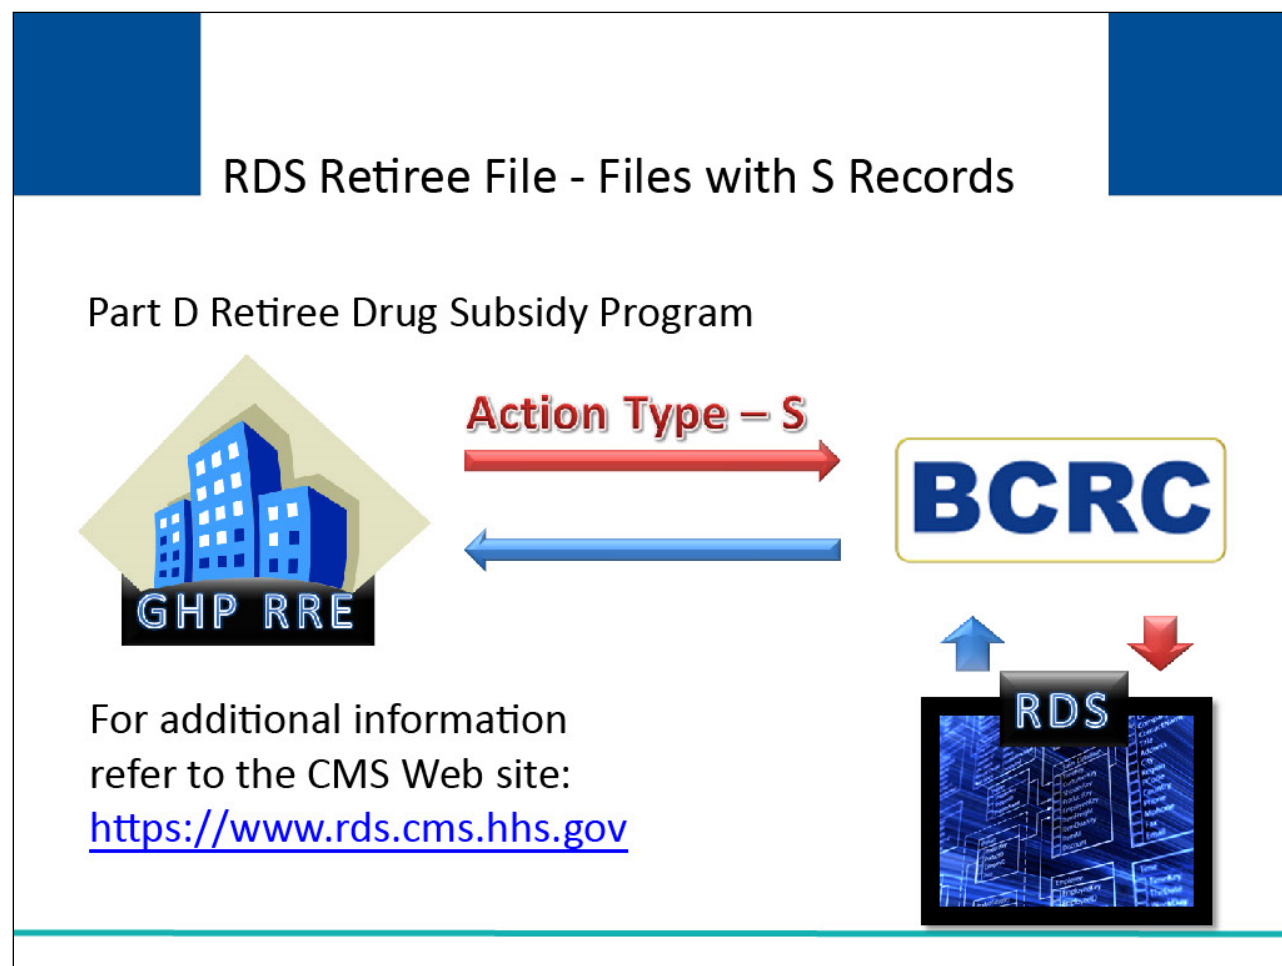 RDS Retiree File - Files with S Records
Part D Retiree Drug Subsidy Program
Action Type – S
BCRC
GHP RRE
RDS
For additional information
refer to the CMS Web site:
https://www.rds.cms.hhs.gov